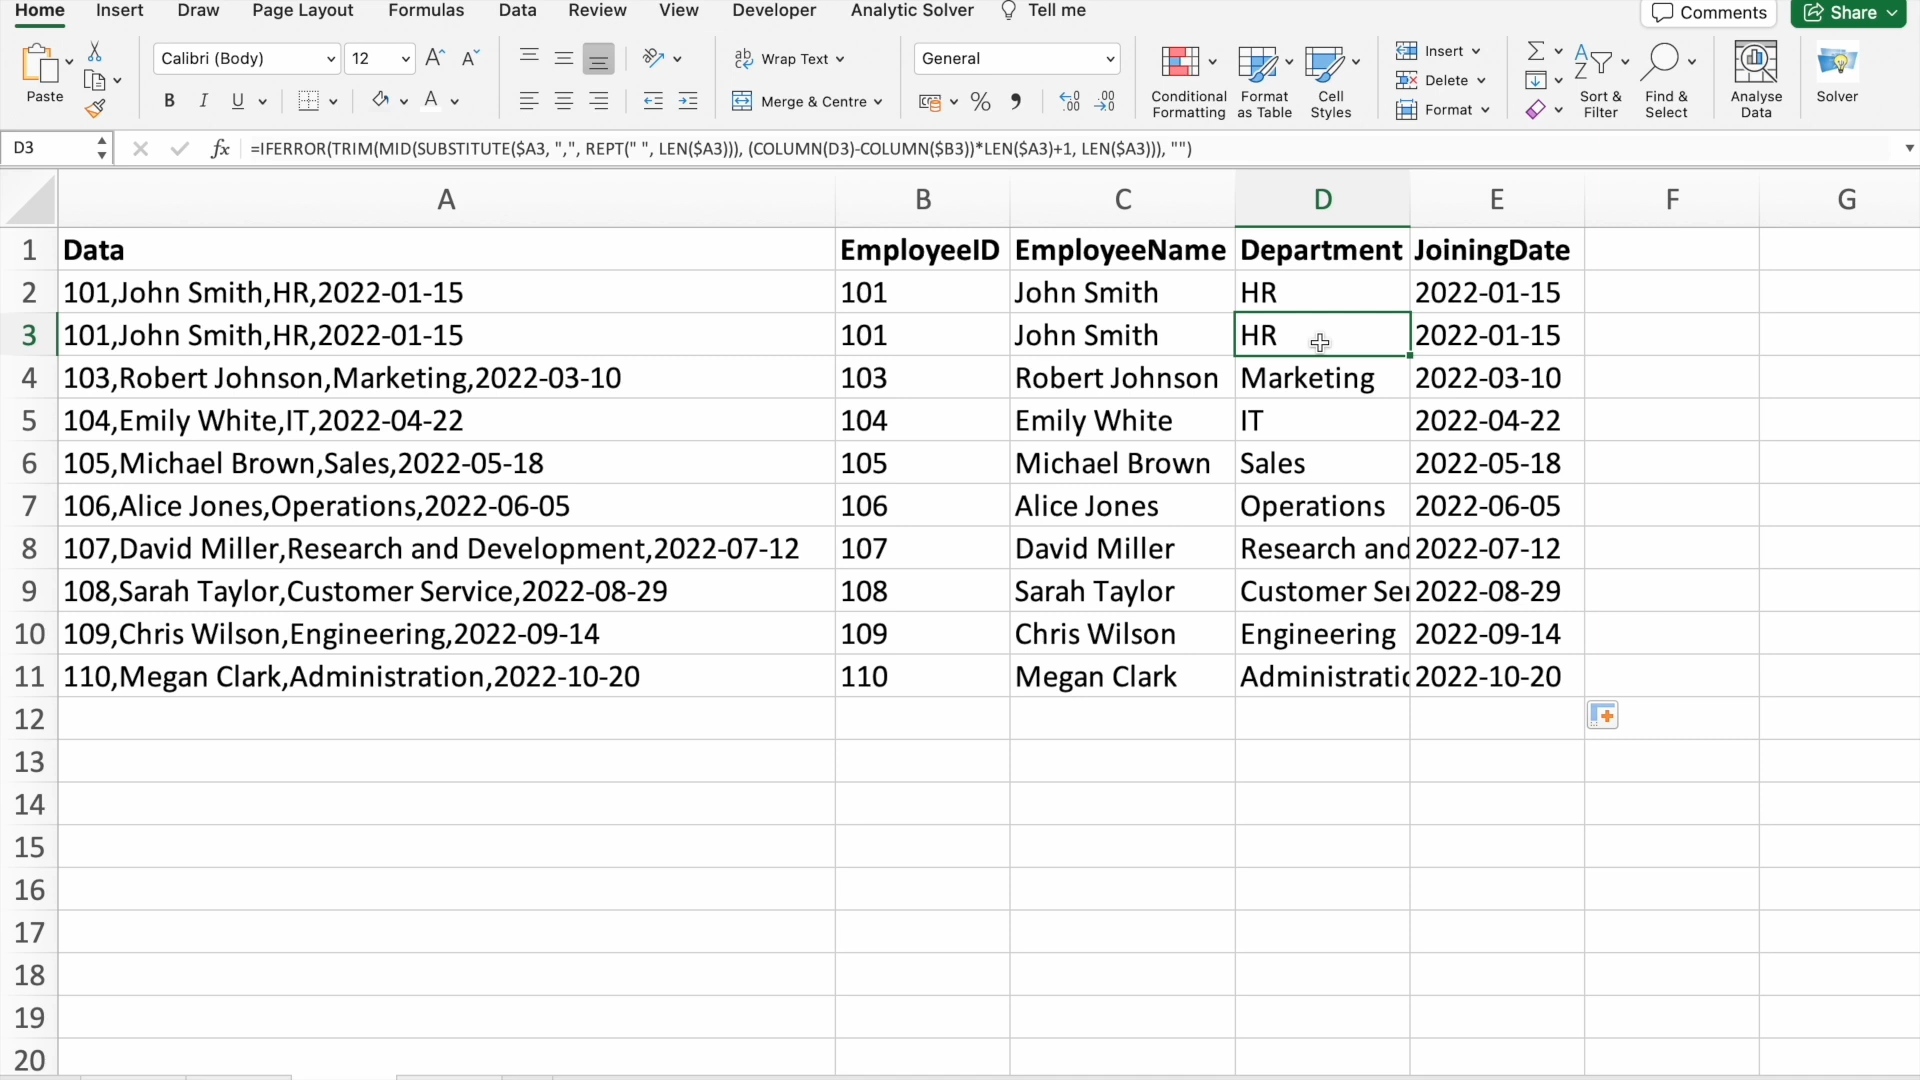 Home Insert Draw Page Layout Formulas Data Review View Developer Analytic Solver Tell me Comments Share
Paste
Calibri (Body) 12
B I U A
Wrap Text
Merge & Centre
General
Conditional Formatting
Format as Table
Cell Styles
Insert
Delete
Format
Sort & Filter
Find & Select
Analyse Data
Solver
D3 fx =IFERROR(TRIM(MID(SUBSTITUTE($A3, ",", REPT(" ", LEN($A3))), (COLUMN(D3)-COLUMN($B3))*LEN($A3)+1, LEN($A3))), "")
A B C D E F G
1 Data EmployeeID EmployeeName Department JoiningDate
2 101,John Smith,HR,2022-01-15 101 John Smith HR 2022-01-15
3 101,John Smith,HR,2022-01-15 101 John Smith HR 2022-01-15
4 103,Robert Johnson,Marketing,2022-03-10 103 Robert Johnson Marketing 2022-03-10
5 104,Emily White,IT,2022-04-22 104 Emily White IT 2022-04-22
6 105,Michael Brown,Sales,2022-05-18 105 Michael Brown Sales 2022-05-18
7 106,Alice Jones,Operations,2022-06-05 106 Alice Jones Operations 2022-06-05
8 107,David Miller,Research and Development,2022-07-12 107 David Miller Research and 2022-07-12
9 108,Sarah Taylor,Customer Service,2022-08-29 108 Sarah Taylor Customer Ser 2022-08-29
10 109,Chris Wilson,Engineering,2022-09-14 109 Chris Wilson Engineering 2022-09-14
11 110,Megan Clark,Administration,2022-10-20 110 Megan Clark Administratio 2022-10-20
12
13
14
15
16
17
18
19
20